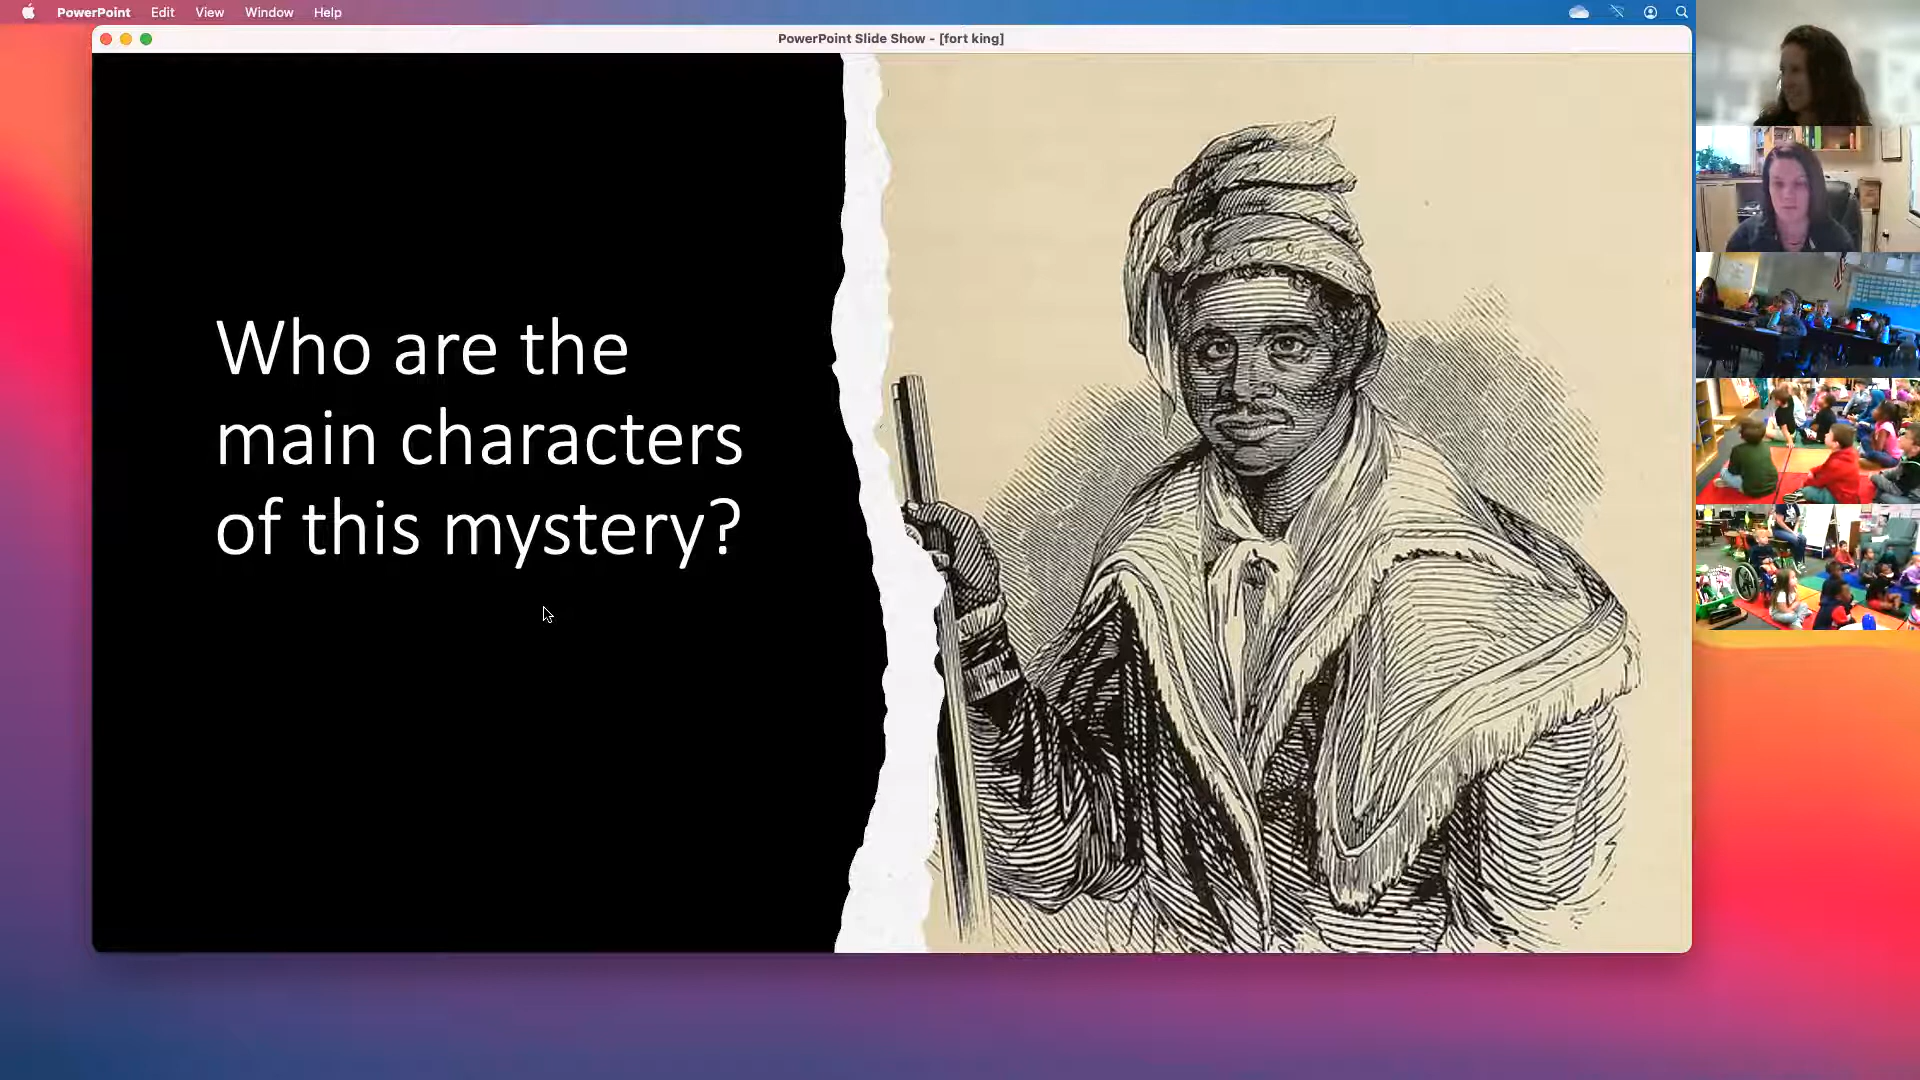 PowerPoint Edit View Window Help
PowerPoint Slide Show - [fort king]
Who are the
main characters
of this mystery?